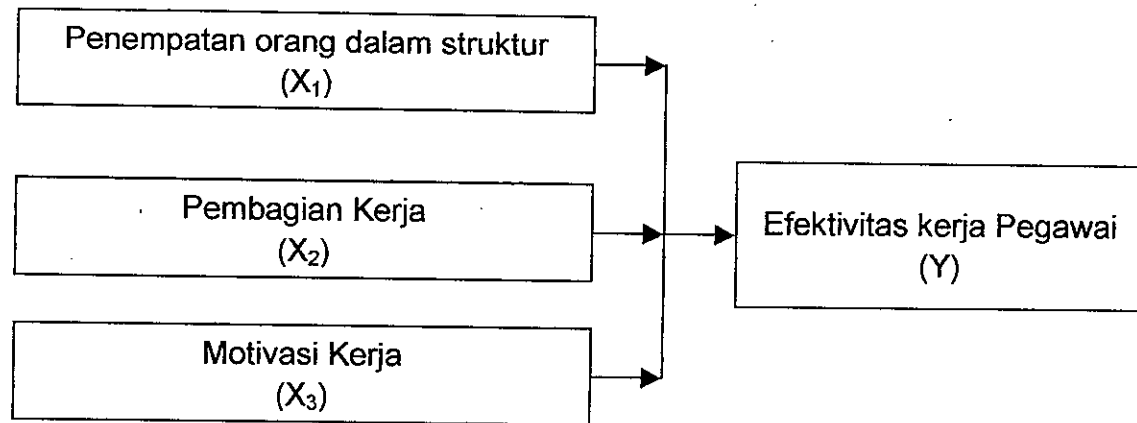 Penempatan orang dalam struktur
(X₁)
Pembagian Kerja
(X₂)
Efektivitas kerja Pegawai
(Y)
Motivasi Kerja
(X₃)